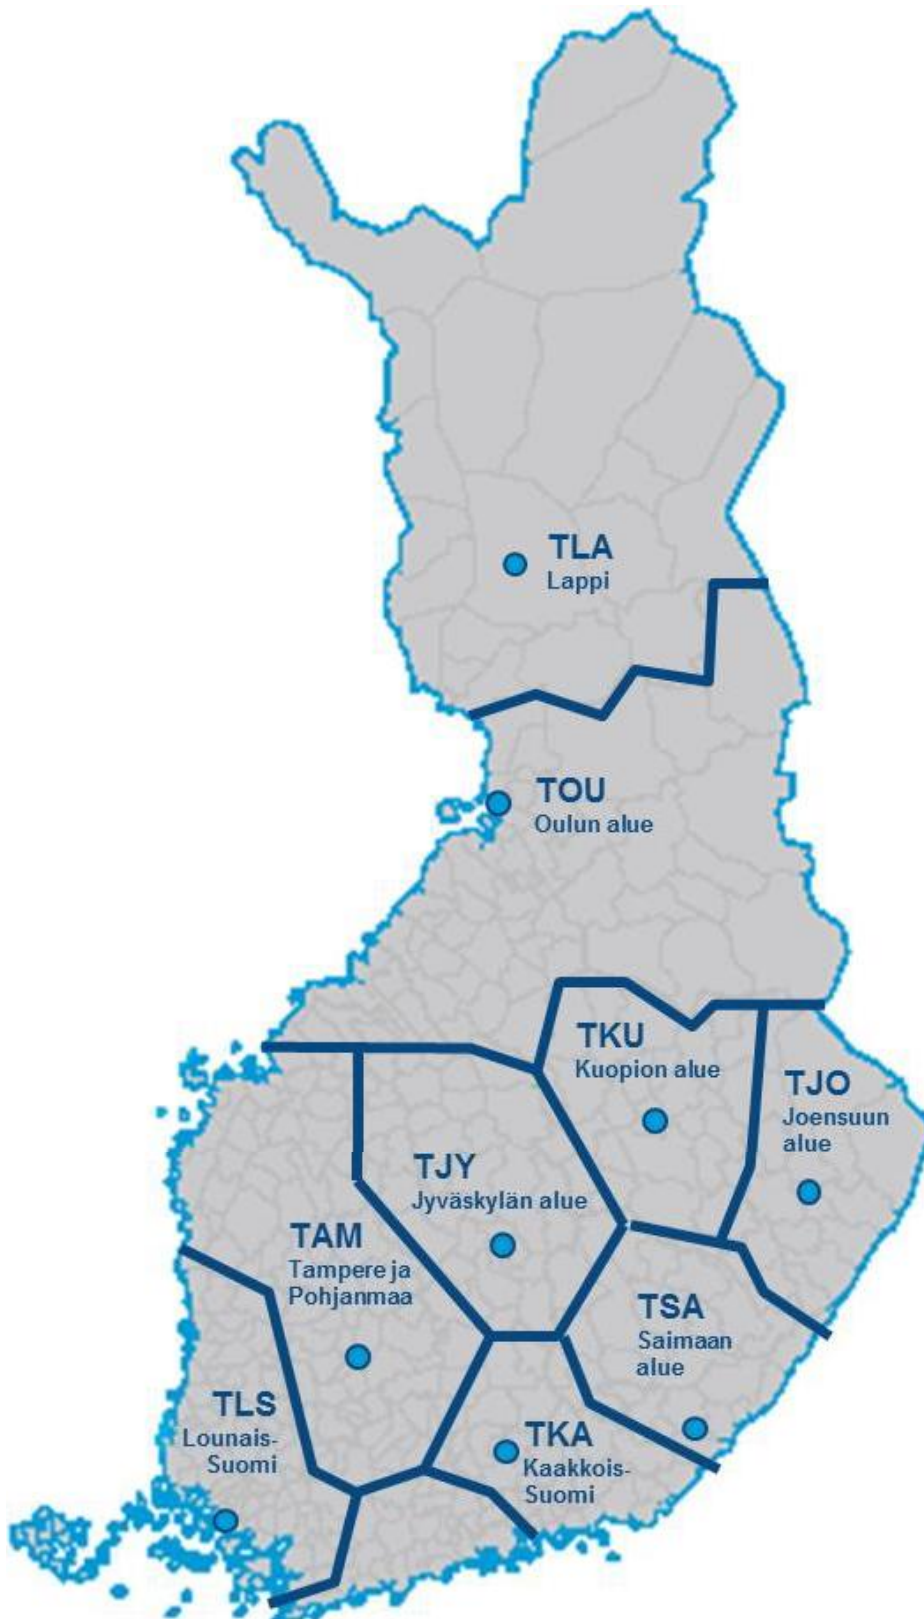 TLA
Lappi
TOU
Oulun alue
TKU
Kuopion alue
TJO
Joensuun
alue
TJY
Jyväskylän alue
TAM
Tampere ja
Pohjanmaa
TSA
Saimaan
alue
TLS
Lounais-
Suomi
TKA
Kaakkois-
Suomi